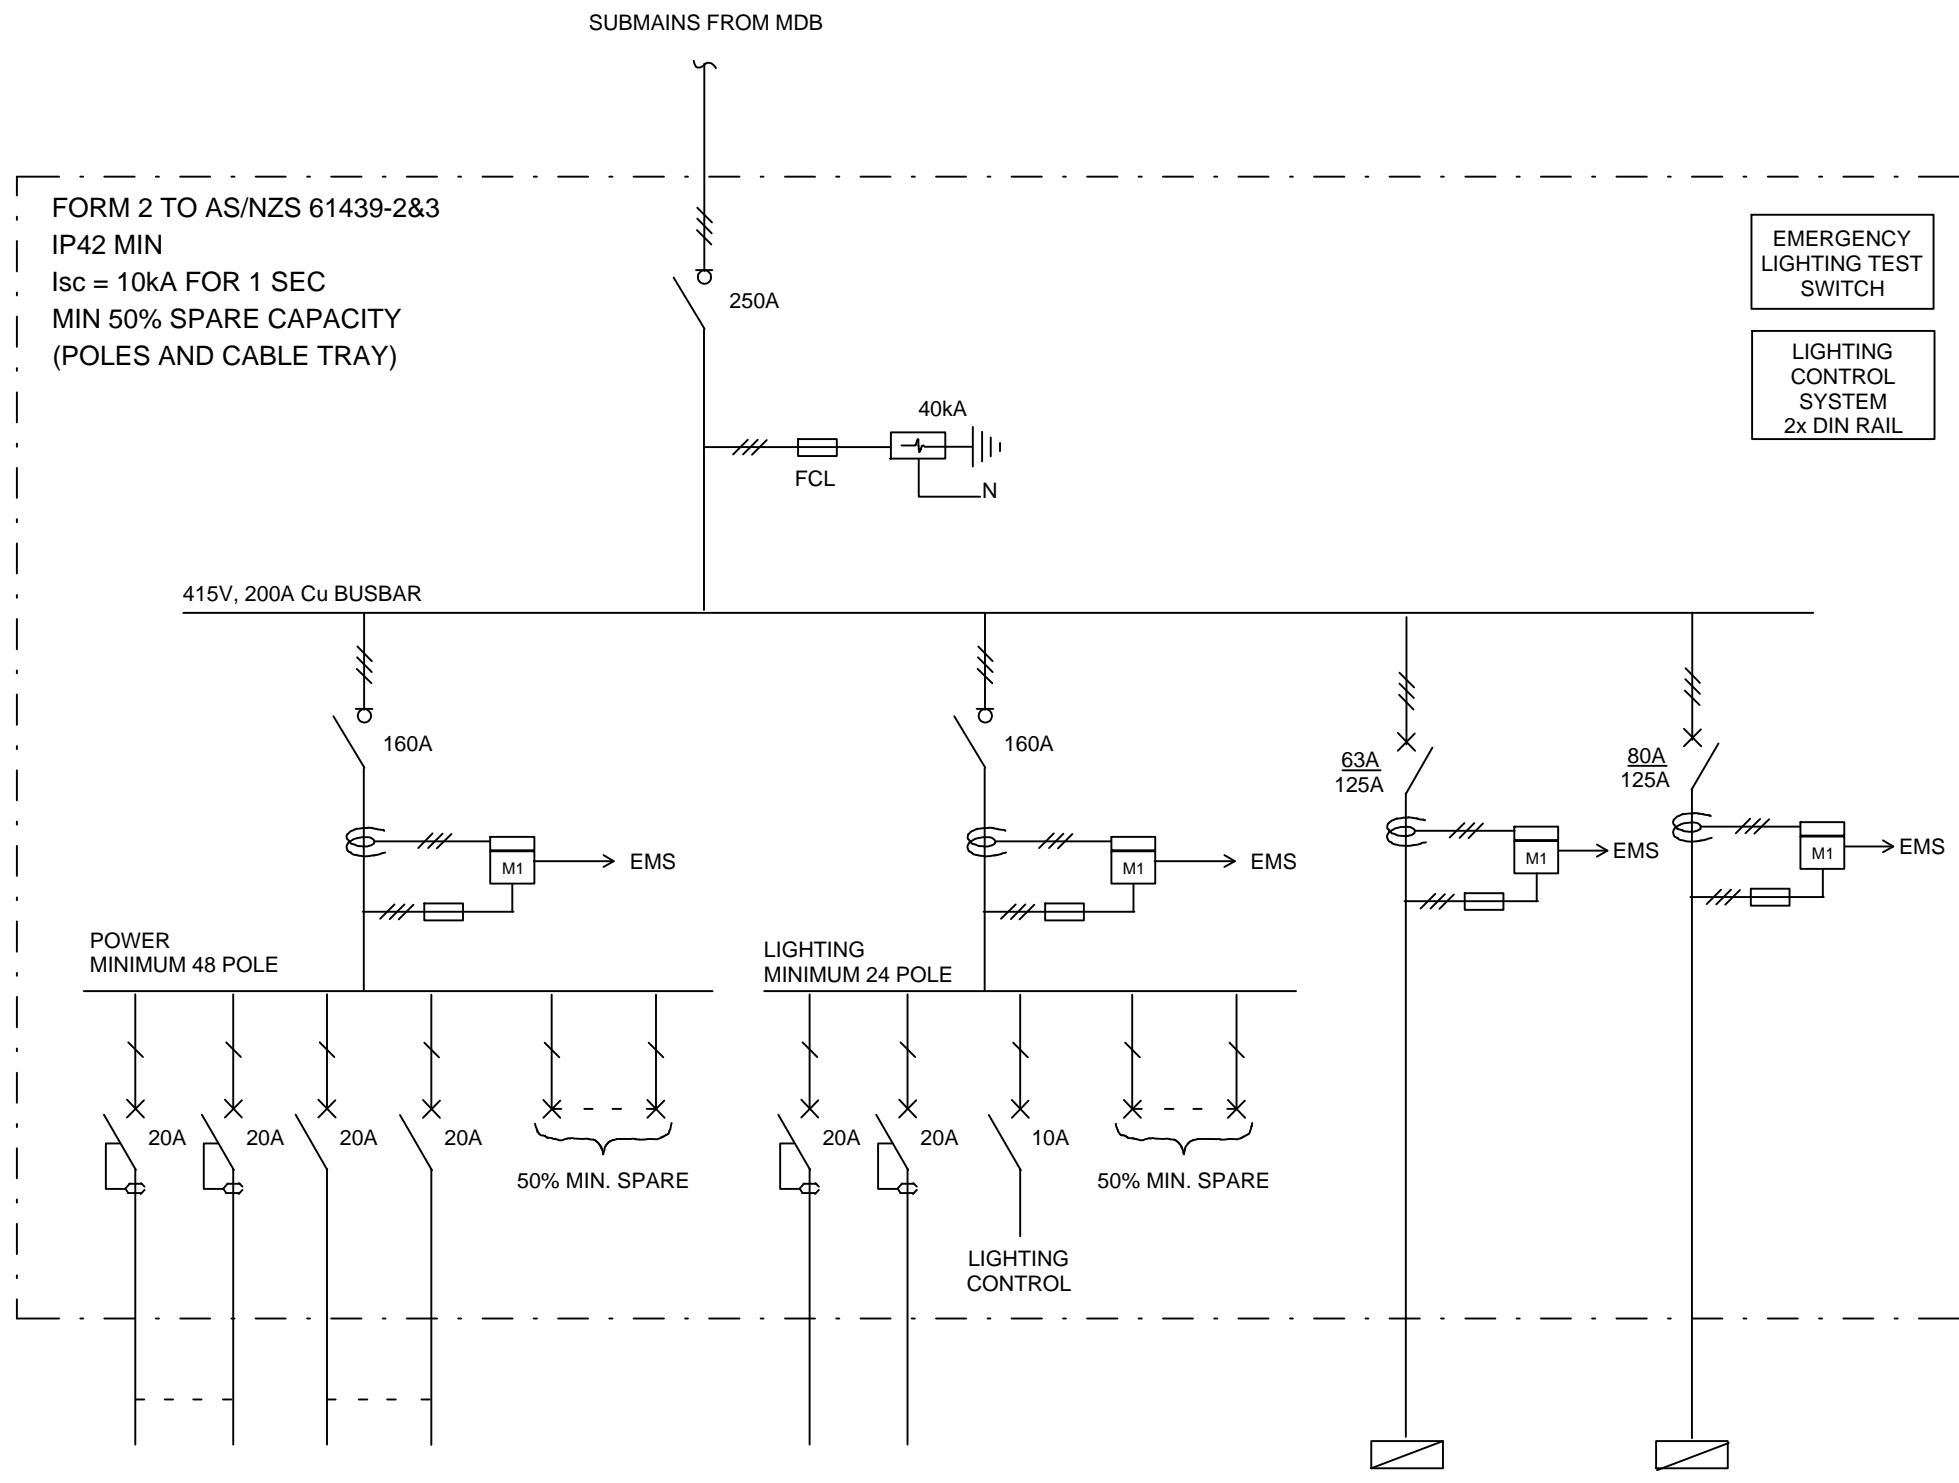 SUBMAINS FROM MDB
FORM 2 TO AS/NZS 61439-2&3
IP42 MIN
Isc = 10kA FOR 1 SEC
MIN 50% SPARE CAPACITY
(POLES AND CABLE TRAY)
EMERGENCY
LIGHTING TEST
SWITCH
LIGHTING
CONTROL
SYSTEM
2x DIN RAIL
250A
40kA
FCL
N
415V, 200A Cu BUSBAR
160A
160A
63A
125A
80A
125A
M1
EMS
M1
EMS
M1
EMS
M1
EMS
POWER
MINIMUM 48 POLE
LIGHTING
MINIMUM 24 POLE
20A
20A
20A
20A
50% MIN. SPARE
20A
20A
10A
50% MIN. SPARE
LIGHTING
CONTROL